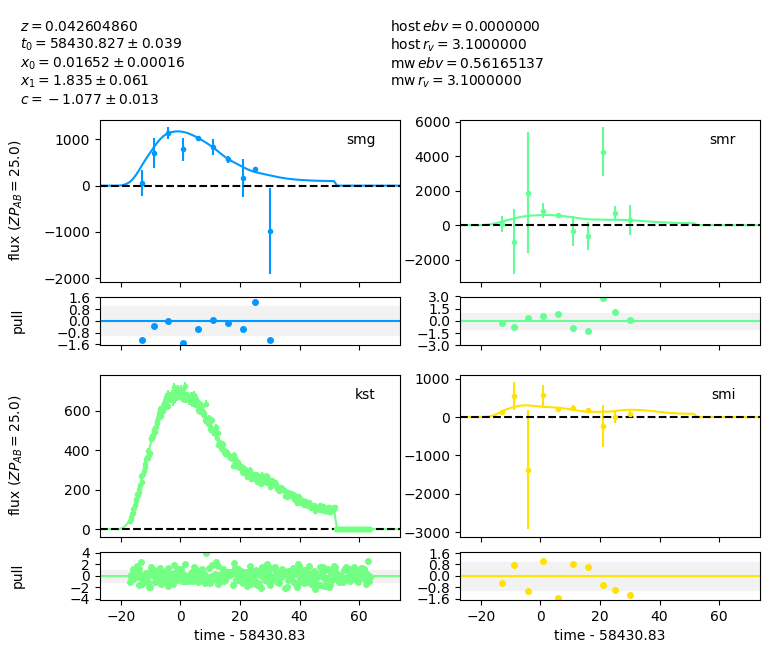 z = 0.042604860
t₀ = 58430.827 ± 0.039
x₀ = 0.01652 ± 0.00016
x₁ = 1.835 ± 0.061
c = −1.077 ± 0.013
host ebv = 0.0000000
host r_v = 3.1000000
mw ebv = 0.56165137
mw r_v = 3.1000000
flux (ZP_AB = 25.0)
1000
0
−1000
−2000
smg
6000
4000
2000
0
−2000
smr
pull
1.6
0.8
0.0
−0.8
−1.6
3.0
1.5
0.0
−1.5
−3.0
flux (ZP_AB = 25.0)
600
400
200
0
kst
1000
0
−1000
−2000
−3000
smi
pull
4
2
0
−2
−4
1.6
0.8
0.0
−0.8
−1.6
−20 0 20 40 60
−20 0 20 40 60
time - 58430.83
time - 58430.83